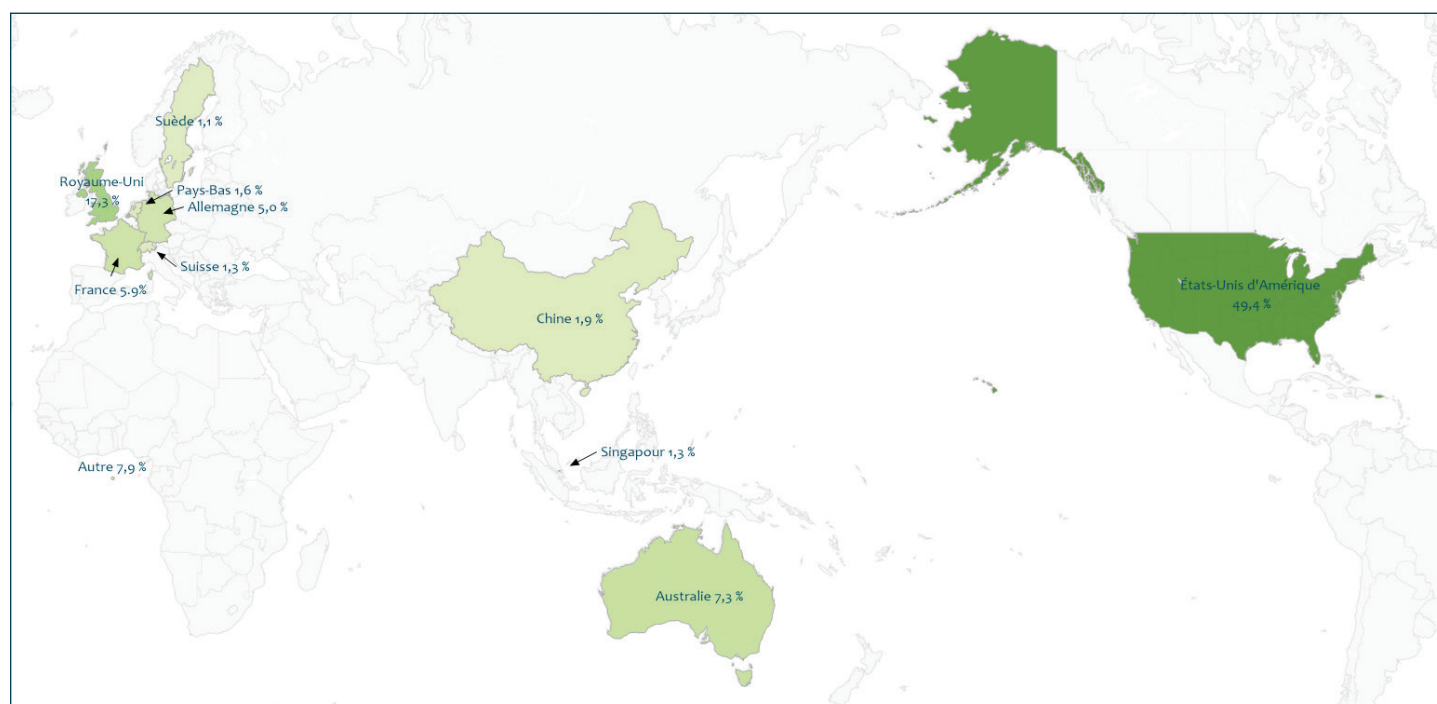 Suède 1,1 %
Royaume-Uni
17,3 %
Pays-Bas 1,6 %
Allemagne 5,0 %
Suisse 1,3 %
France 5.9%
Chine 1,9 %
États-Unis d'Amérique
49,4 %
Autre 7,9 %
Singapour 1,3 %
Australie 7,3 %